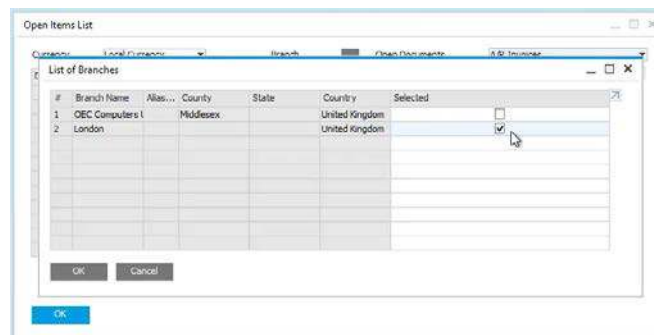 Open Items List
Currency Local Currency Branch Open Documents A/R Invoices
List of Branches
# Branch Name Alias... County State Country Selected
1 OEC Computers U Middlesex United Kingdom
2 London United Kingdom
OK Cancel
OK